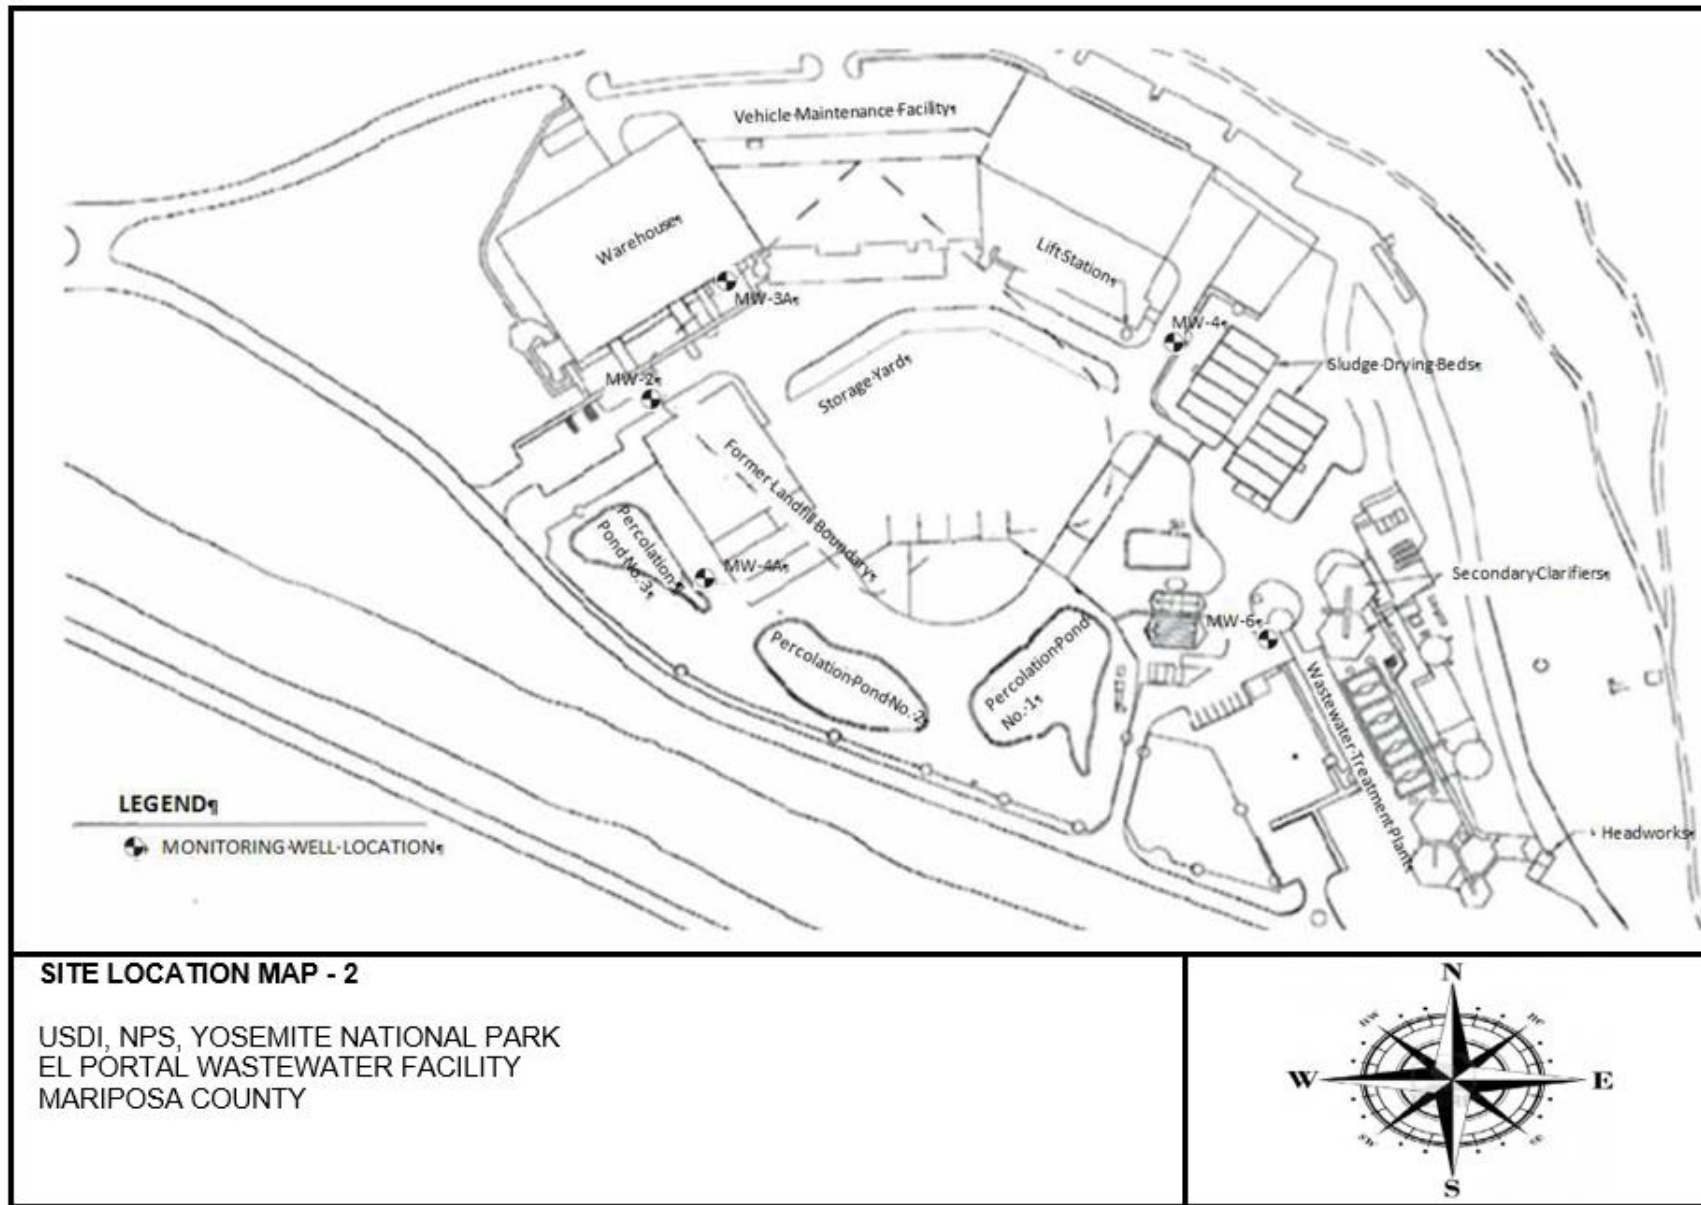 Vehicle·Maintenance·Facility¶
Warehouse¶
Lift·Station¶
MW-3A¶
MW-4¶
Sludge·Drying·Beds¶
MW-2¶
Storage·Yard¶
Former·Landfill·Boundary¶
Percolation
Pond·No.·3¶
MW-4A¶
Secondary·Clarifiers¶
MW-6¶
Percolation·Pond·No.·2¶
Percolation·Pond
No.·1¶
Wastewater·Treatment·Plant¶
Headworks¶
LEGEND¶
MONITORING·WELL·LOCATION¶
SITE LOCATION MAP - 2
USDI, NPS, YOSEMITE NATIONAL PARK
EL PORTAL WASTEWATER FACILITY
MARIPOSA COUNTY
N
W
E
S